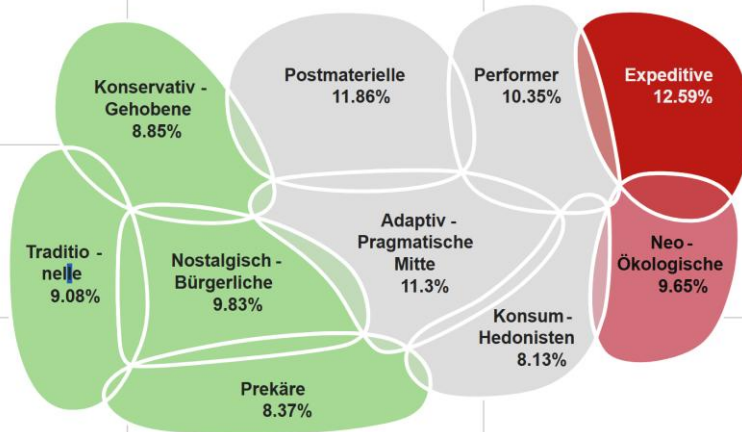 Konservativ -
Gehobene
8.85%
Postmaterielle
11.86%
Performer
10.35%
Expeditive
12.59%
Traditio -
nelle
9.08%
Nostalgisch -
Bürgerliche
9.83%
Adaptiv -
Pragmatische
Mitte
11.3%
Neo -
Ökologische
9.65%
Konsum-
Hedonisten
8.13%
Prekäre
8.37%